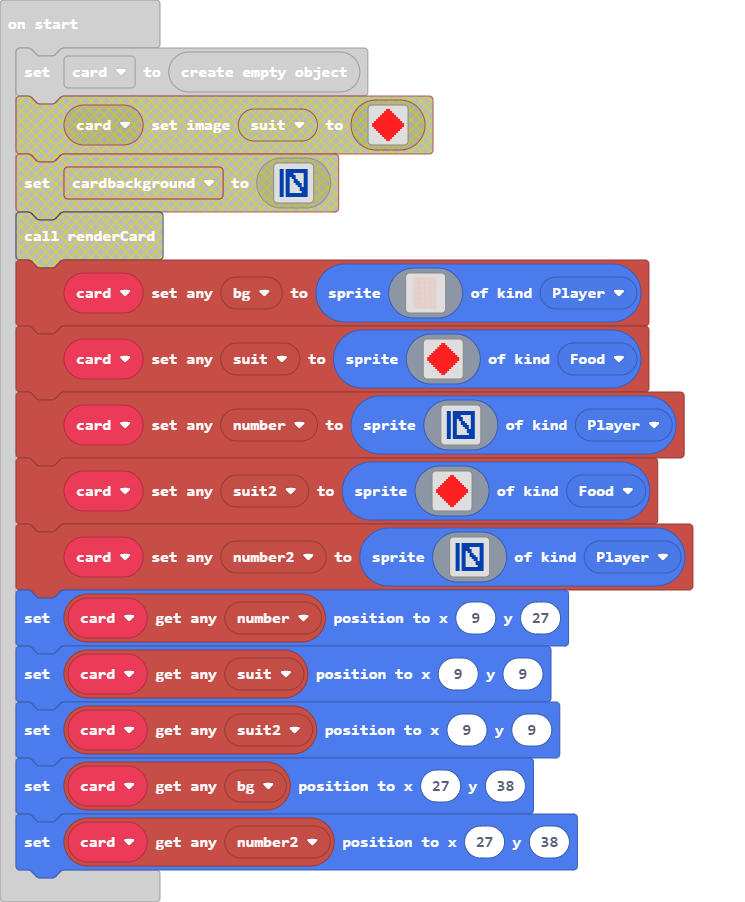 on start
set card to create empty object
card set image suit to
set cardbackground to
call renderCard
card set any bg to sprite of kind Player
card set any suit to sprite of kind Food
card set any number to sprite of kind Player
card set any suit2 to sprite of kind Food
card set any number2 to sprite of kind Player
set card get any number position to x 9 y 27
set card get any suit position to x 9 y 9
set card get any suit2 position to x 9 y 9
set card get any bg position to x 27 y 38
set card get any number2 position to x 27 y 38